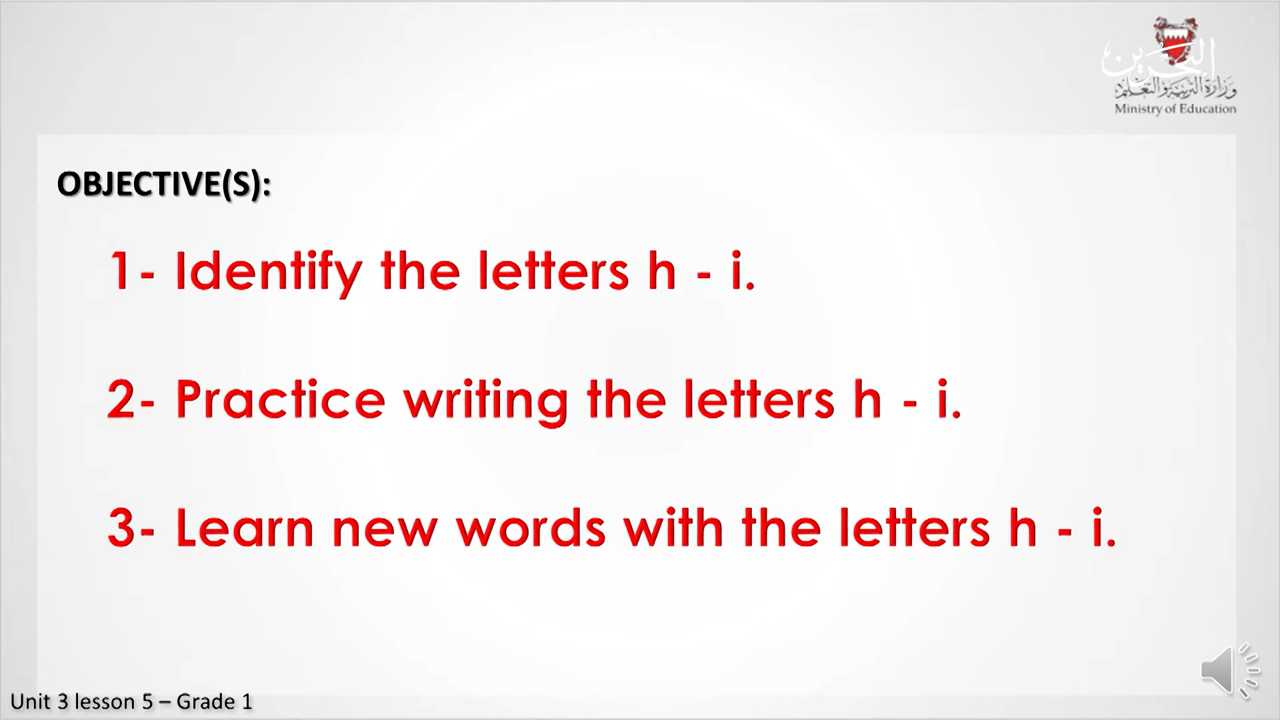 البحرين
وزارة التربية والتعليم
Ministry of Education
OBJECTIVE(S):
1- Identify the letters h - i.
2- Practice writing the letters h - i.
3- Learn new words with the letters h - i.
Unit 3 lesson 5 – Grade 1